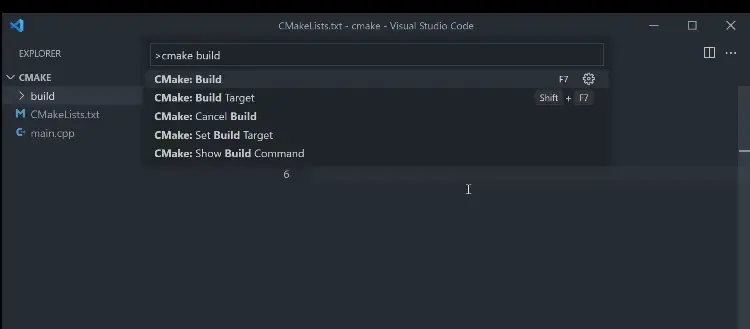 CMakeLists.txt - cmake - Visual Studio Code
EXPLORER
>cmake build
CMAKE
CMake: Build F7
build
CMake: Build Target Shift + F7
CMakeLists.txt
CMake: Cancel Build
main.cpp
CMake: Set Build Target
CMake: Show Build Command
6